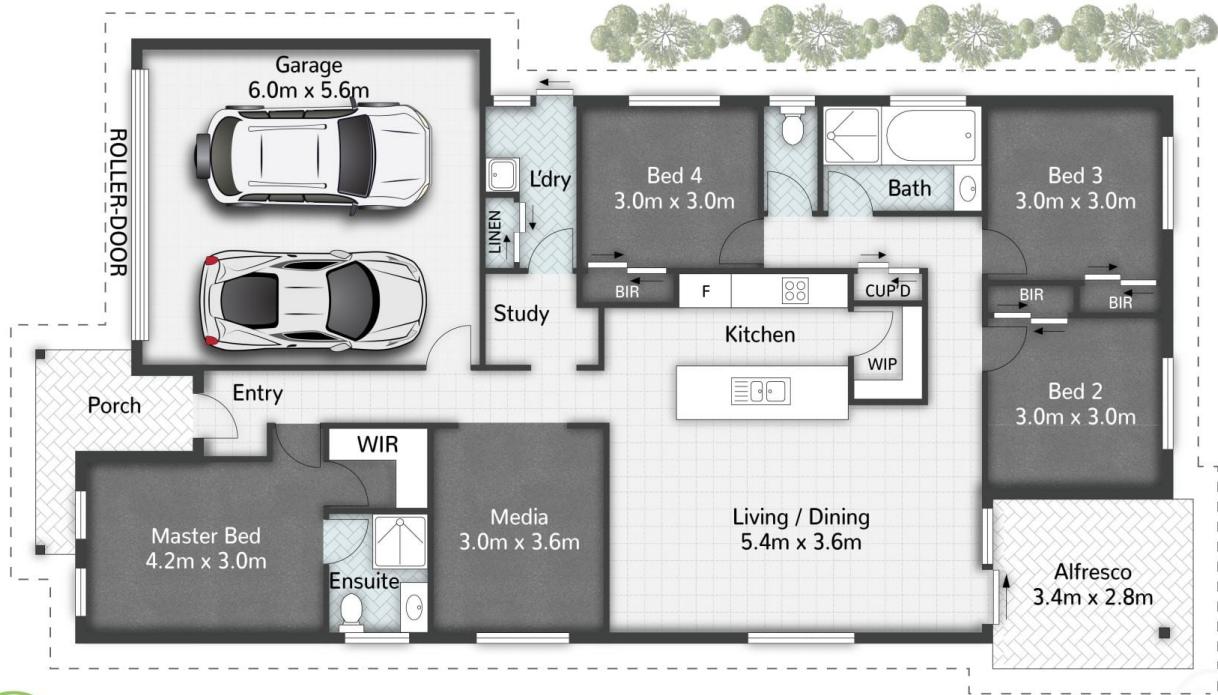 Garage
6.0m x 5.6m
ROLLER-DOOR
L'dry
LINEN
Bed 4
3.0m x 3.0m
Bath
Bed 3
3.0m x 3.0m
BIR
F
CUP'D
BIR
BIR
Study
Kitchen
WIP
Bed 2
3.0m x 3.0m
Porch
Entry
WIR
Master Bed
4.2m x 3.0m
Ensuite
Media
3.0m x 3.6m
Living / Dining
5.4m x 3.6m
Alfresco
3.4m x 2.8m